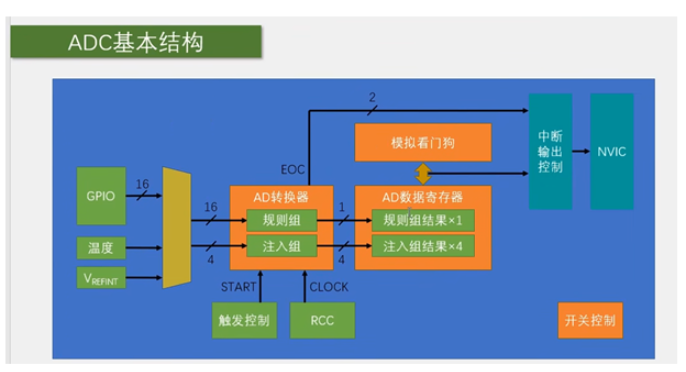 ADC基本结构
2
模拟看门狗
中断
输出
控制
NVIC
EOC
GPIO
16
AD转换器
AD数据寄存器
16
规则组
1
规则组结果×1
温度
4
注入组
4
注入组结果×4
VREFINT
START
CLOCK
触发控制
RCC
开关控制